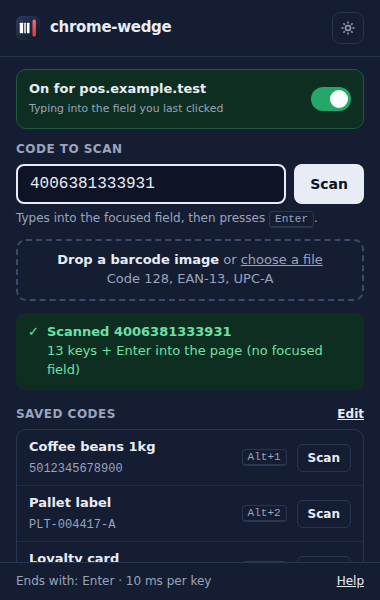 chrome-wedge
On for pos.example.test
Typing into the field you last clicked
CODE TO SCAN
4006381333931 Scan
Types into the focused field, then presses Enter.
Drop a barcode image or choose a file
Code 128, EAN-13, UPC-A
✓ Scanned 4006381333931
13 keys + Enter into the page (no focused
field)
SAVED CODES Edit
Coffee beans 1kg
5012345678900 Alt+1 Scan
Pallet label
PLT-004417-A Alt+2 Scan
Loyalty card
Ends with: Enter · 10 ms per key Help